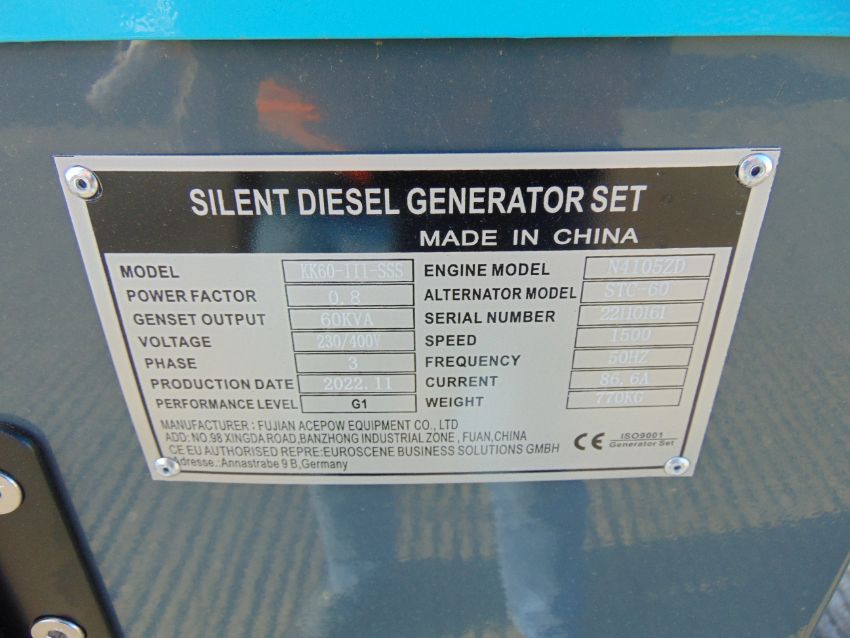 SILENT DIESEL GENERATOR SET
MADE IN CHINA
MODEL KK60-III-SSS ENGINE MODEL N4105ZD
POWER FACTOR 0.8 ALTERNATOR MODEL STC-60
GENSET OUTPUT 60KVA SERIAL NUMBER 22110161
VOLTAGE 230/400V SPEED 1500
PHASE 3 FREQUENCY 50HZ
PRODUCTION DATE 2022.11 CURRENT 86.6A
PERFORMANCE LEVEL G1 WEIGHT 770KG
MANUFACTURER : FUJIAN ACEPOW EQUIPMENT CO., LTD
ADD: NO.98 XINGDA ROAD,BANZHONG INDUSTRIAL ZONE , FUAN,CHINA
CE EU AUTHORISED REPRE:EUROSCENE BUSINESS SOLUTIONS GMBH
Adresse.:Annastrabe 9 B,Germany
CE ISO9001
Generator Set